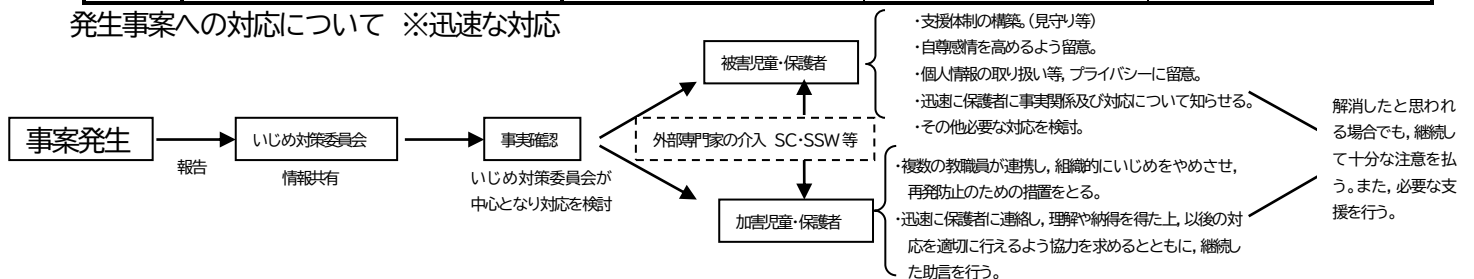 発生事案への対応について ※迅速な対応
事案発生
報告
いじめ対策委員会
情報共有
事実確認
いじめ対策委員会が
中心となり対応を検討
被害児童・保護者
・支援体制の構築。(見守り等)
・自尊感情を高めるよう留意。
・個人情報の取り扱い等, プライバシーに留意。
・迅速に保護者に事実関係及び対応について知らせる。
・その他必要な対応を検討。
外部専門家の介入 SC・SSW 等
加害児童・保護者
・複数の教職員が連携し, 組織的にいじめをやめさせ,
再発防止のための措置をとる。
・迅速に保護者に連絡し, 理解や納得を得た上, 以後の対
応を適切に行えるよう協力を求めるとともに, 継続し
た助言を行う。
解消したと思われ
る場合でも, 継続し
て十分な注意を払
う。また, 必要な支
援を行う。